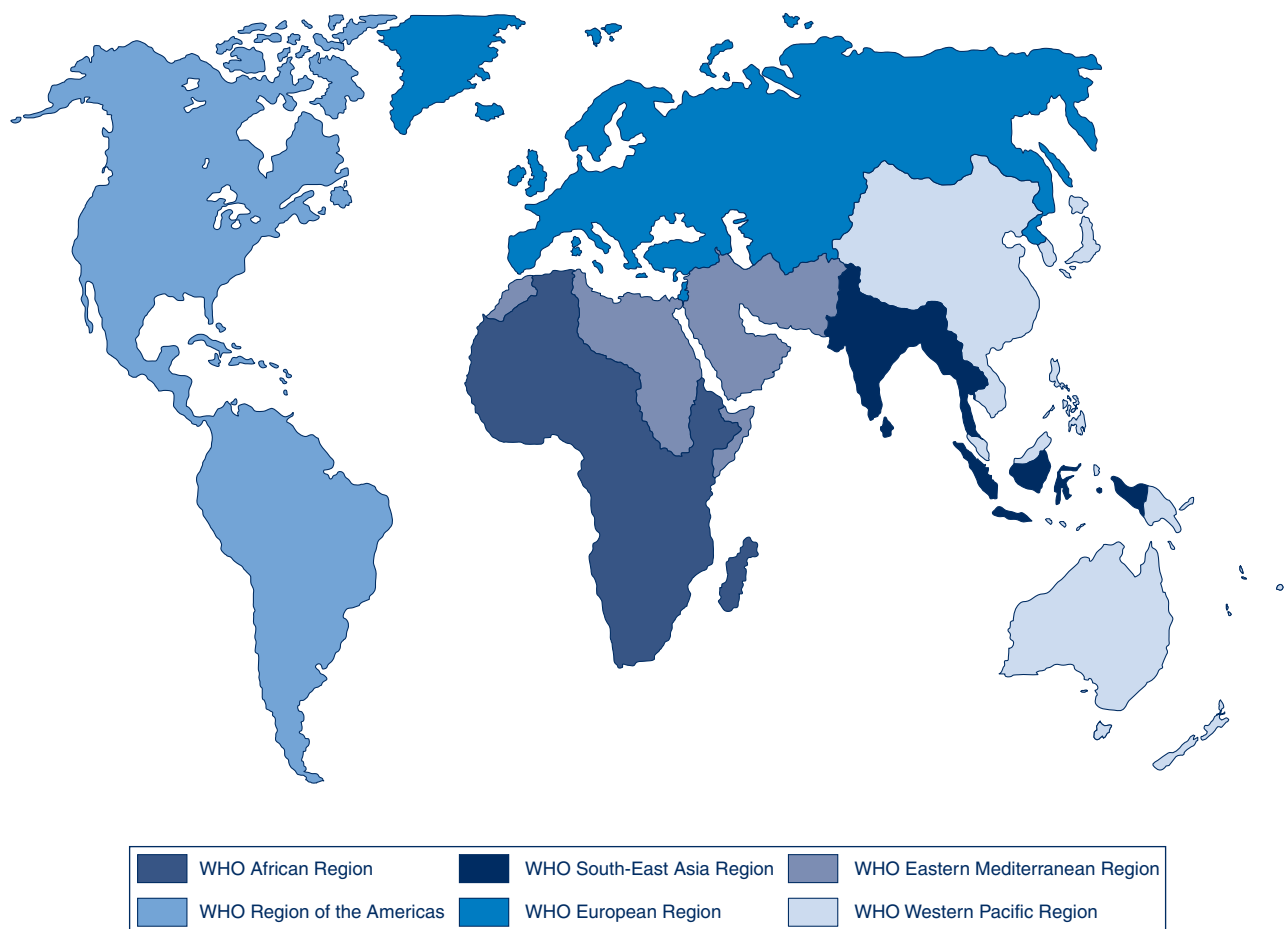 WHO African Region
WHO South-East Asia Region
WHO Eastern Mediterranean Region
WHO Region of the Americas
WHO European Region
WHO Western Pacific Region